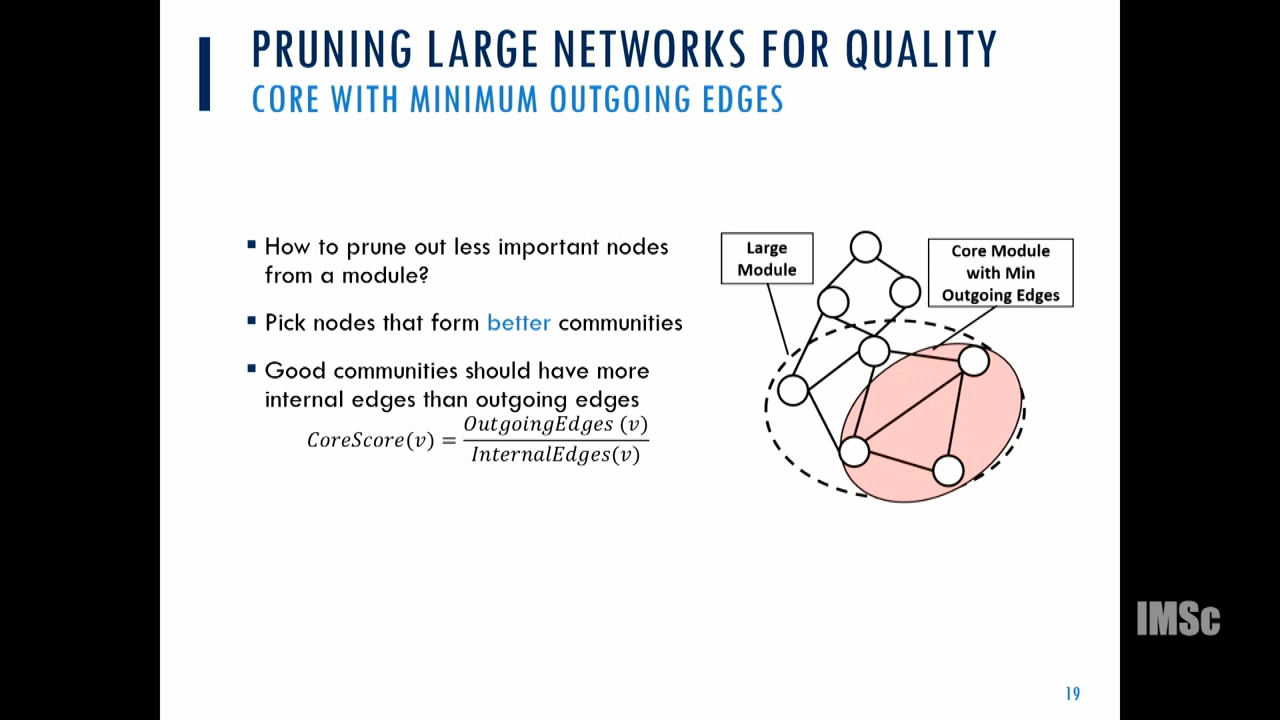 PRUNING LARGE NETWORKS FOR QUALITY
CORE WITH MINIMUM OUTGOING EDGES
▪ How to prune out less important nodes
from a module?
▪ Pick nodes that form better communities
▪ Good communities should have more
internal edges than outgoing edges
CoreScore(v) = OutgoingEdges (v) / InternalEdges(v)
Large
Module
Core Module
with Min
Outgoing Edges
IMSc
19